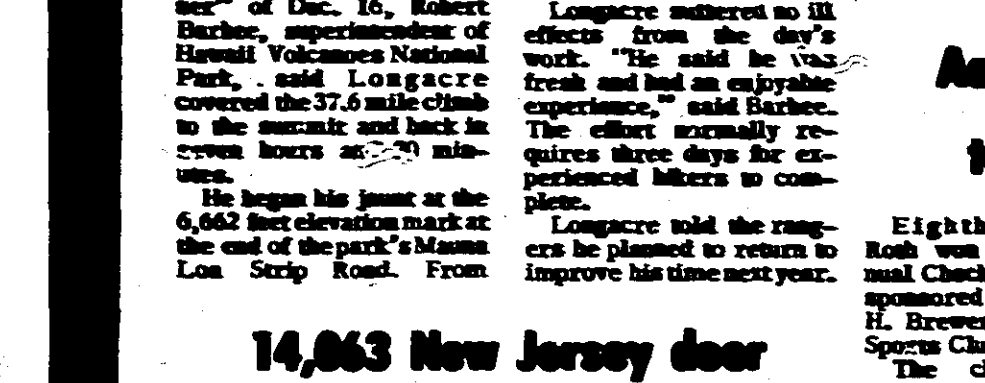 ner" of Dec. 16, Robert
Barbee, superintendent of
Hawaii Volcanoes National
Park, said Longacre
covered the 37.6 mile climb
to the summit and back in
seven hours and 20 min-
utes.
He began his jaunt at the
6,662 feet elevation mark at
the end of the park's Mauna
Loa Strip Road. From
Longacre suffered no ill
effects from the day's
work. "He said he was
fresh and had an enjoyable
experience," said Barbee.
The effort normally re-
quires three days for ex-
perienced hikers to com-
plete.
Longacre told the rang-
ers he planned to return to
improve his time next year.
14,063 New Jersey deer
Eighth
Rosh won
nual Chec
sponsored
H. Brewer
Sports Clu
The